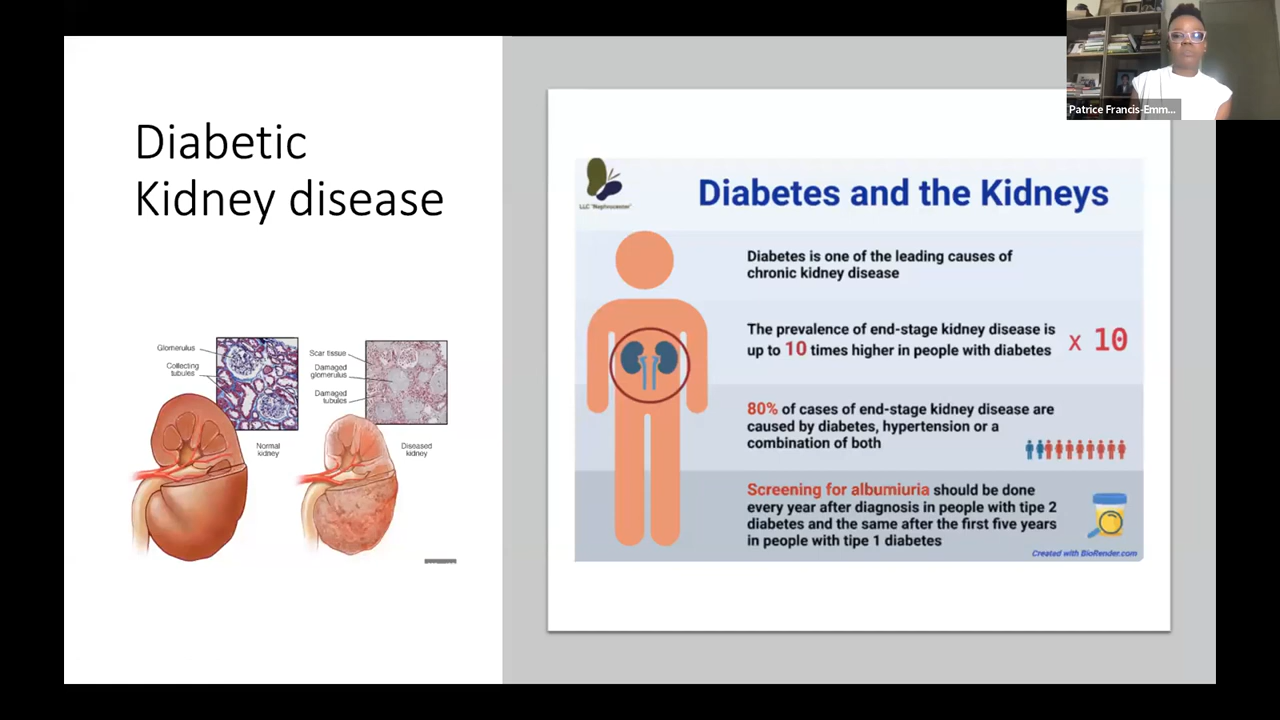 Patrice Francis-Emm...
Diabetic
Kidney disease
Glomerulus
Collecting
tubules
Normal
kidney
Scar tissue
Damaged
glomerulus
Damaged
tubules
Diseased
kidney
LLC "Nephrocenter"
Diabetes and the Kidneys
Diabetes is one of the leading causes of
chronic kidney disease
The prevalence of end-stage kidney disease is
up to 10 times higher in people with diabetes
x 10
80% of cases of end-stage kidney disease are
caused by diabetes, hypertension or a
combination of both
Screening for albumiuria should be done
every year after diagnosis in people with tipe 2
diabetes and the same after the first five years
in people with tipe 1 diabetes
Created with BioRender.com